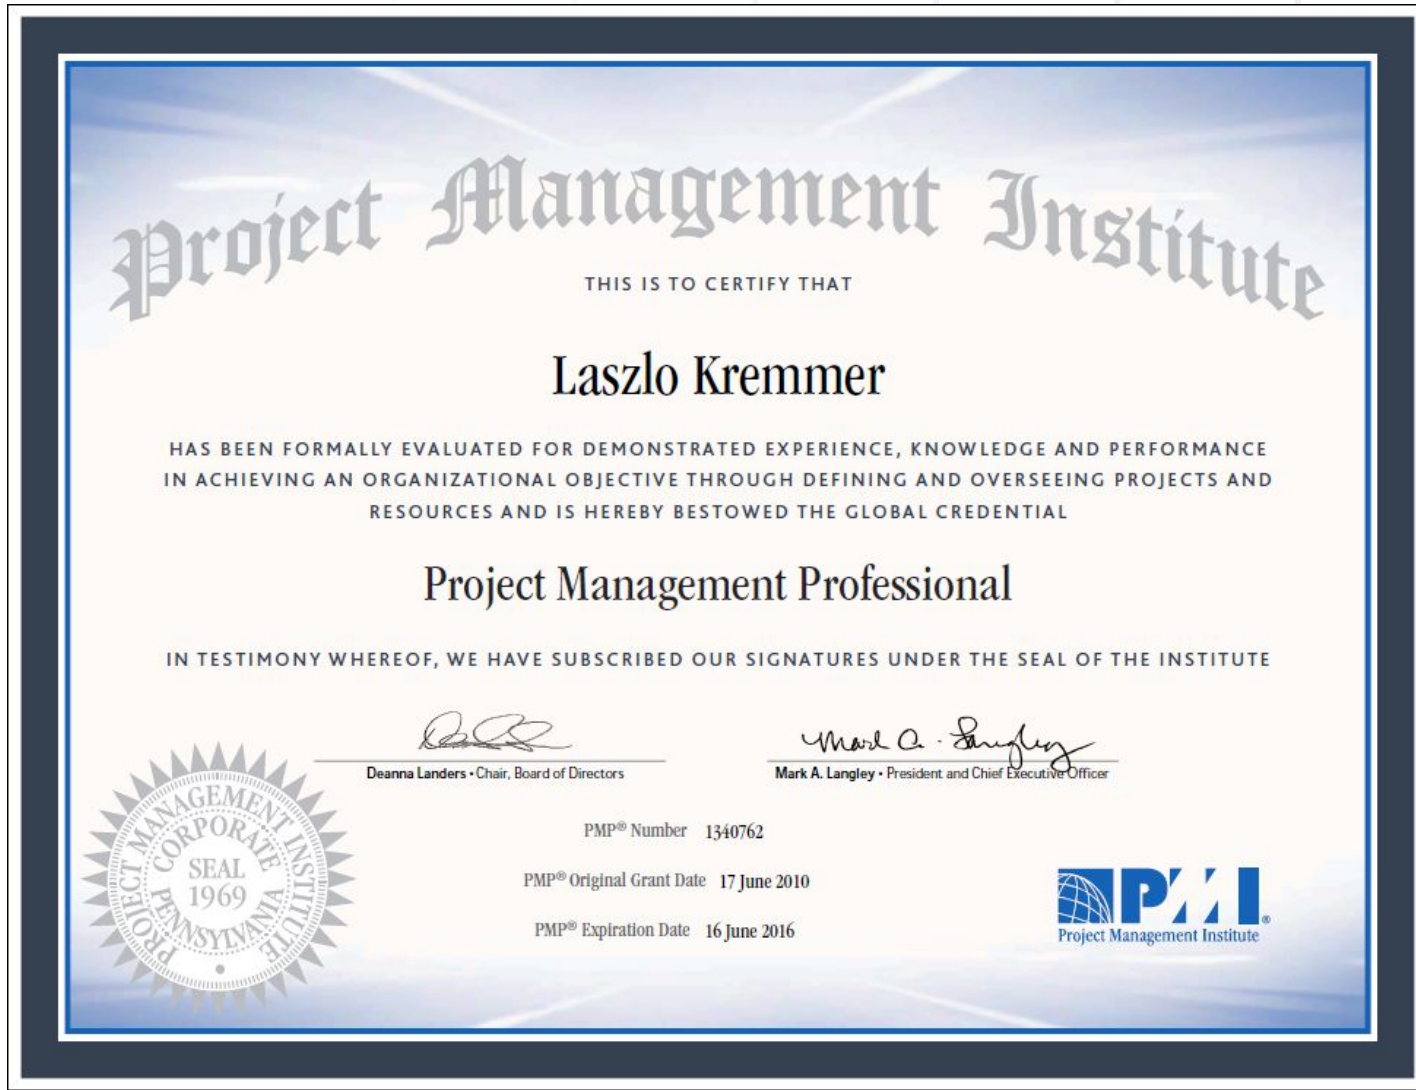 Project Management Institute
THIS IS TO CERTIFY THAT
Laszlo Kremmer
HAS BEEN FORMALLY EVALUATED FOR DEMONSTRATED EXPERIENCE, KNOWLEDGE AND PERFORMANCE
IN ACHIEVING AN ORGANIZATIONAL OBJECTIVE THROUGH DEFINING AND OVERSEEING PROJECTS AND
RESOURCES AND IS HEREBY BESTOWED THE GLOBAL CREDENTIAL
Project Management Professional
IN TESTIMONY WHEREOF, WE HAVE SUBSCRIBED OUR SIGNATURES UNDER THE SEAL OF THE INSTITUTE
Mark A. Langley
Deanna Landers • Chair, Board of Directors
Mark A. Langley • President and Chief Executive Officer
PROJECT MANAGEMENT INSTITUTE
CORPORATE
SEAL
1969
PENNSYLVANIA
PMP® Number 1340762
PMP® Original Grant Date 17 June 2010
PMP® Expiration Date 16 June 2016
PMI®
Project Management Institute